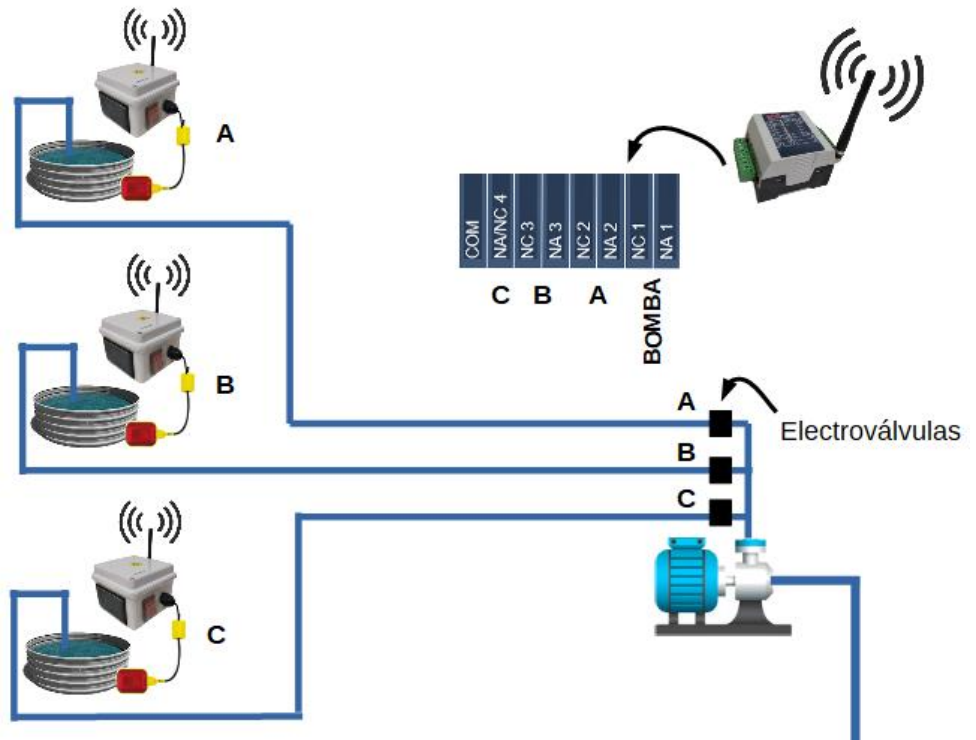 A
COM
NA/NC 4
NC 3
NA 3
NC 2
NA 2
NC 1
NA 1
C B A
BOMBA
B
A
Electroválvulas
B
C
C